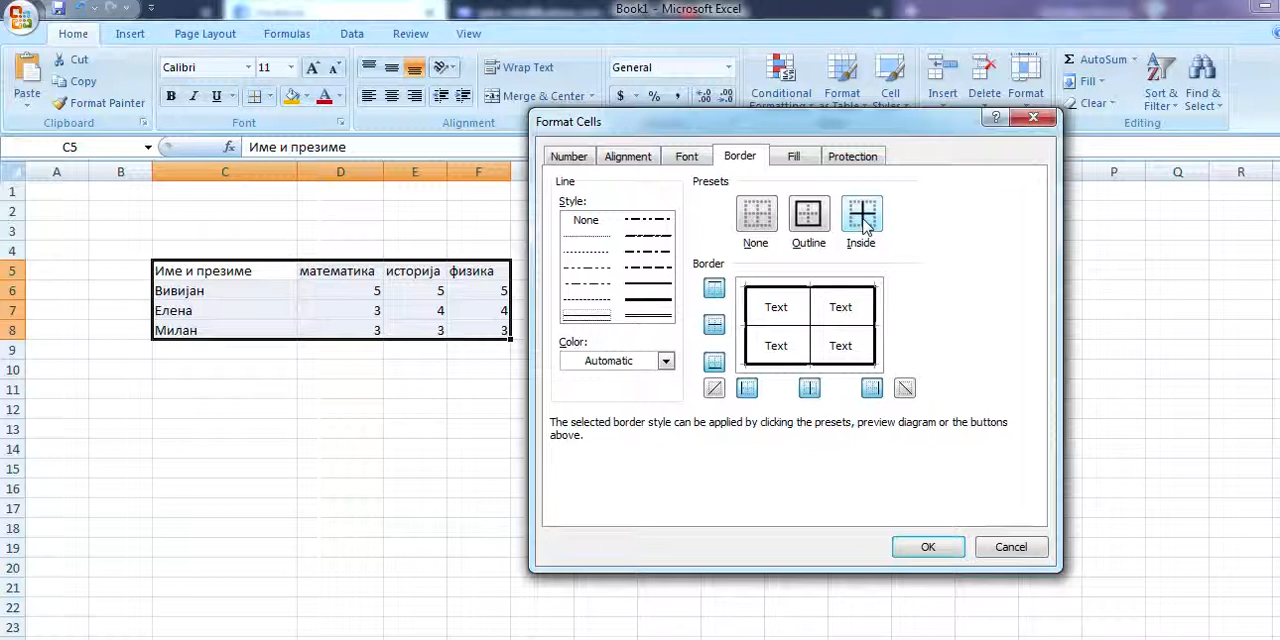 Book1 - Microsoft Excel
Home Insert Page Layout Formulas Data Review View
Cut
Copy
Format Painter
Paste
Clipboard
Calibri 11
B I U
Font
Wrap Text
Merge & Center
Alignment
General
$ %
Conditional Format Cell
Insert Delete Format
AutoSum
Fill
Clear
Sort & Find &
Filter Select
Editing
C5 fx Име и презиме
A B C D E F P Q R
1
2
3
4
5 Име и презиме математика историја физика
6 Вивијан 5 5 5
7 Елена 3 4 4
8 Милан 3 3 3
9
10
11
12
13
14
15
16
17
18
19
20
21
22
23
Format Cells
Number Alignment Font Border Fill Protection
Line
Style:
None
Color:
Automatic
Presets
None Outline Inside
Border
Text Text
Text Text
The selected border style can be applied by clicking the presets, preview diagram or the buttons
above.
OK Cancel